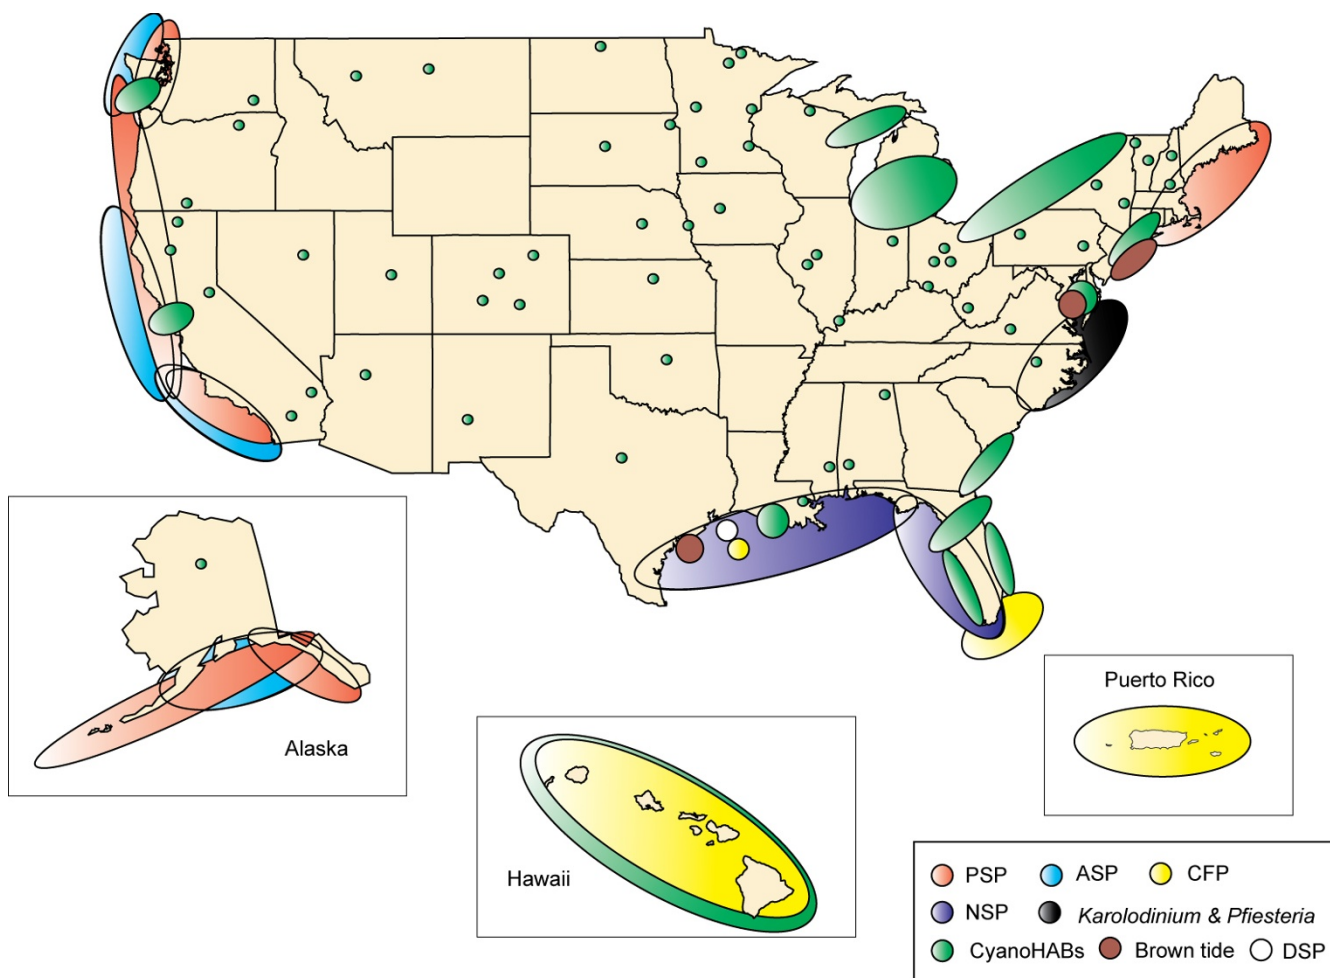 Alaska
Hawaii
Puerto Rico
PSP ASP CFP
NSP Karolodinium & Pfiesteria
CyanoHABs Brown tide DSP